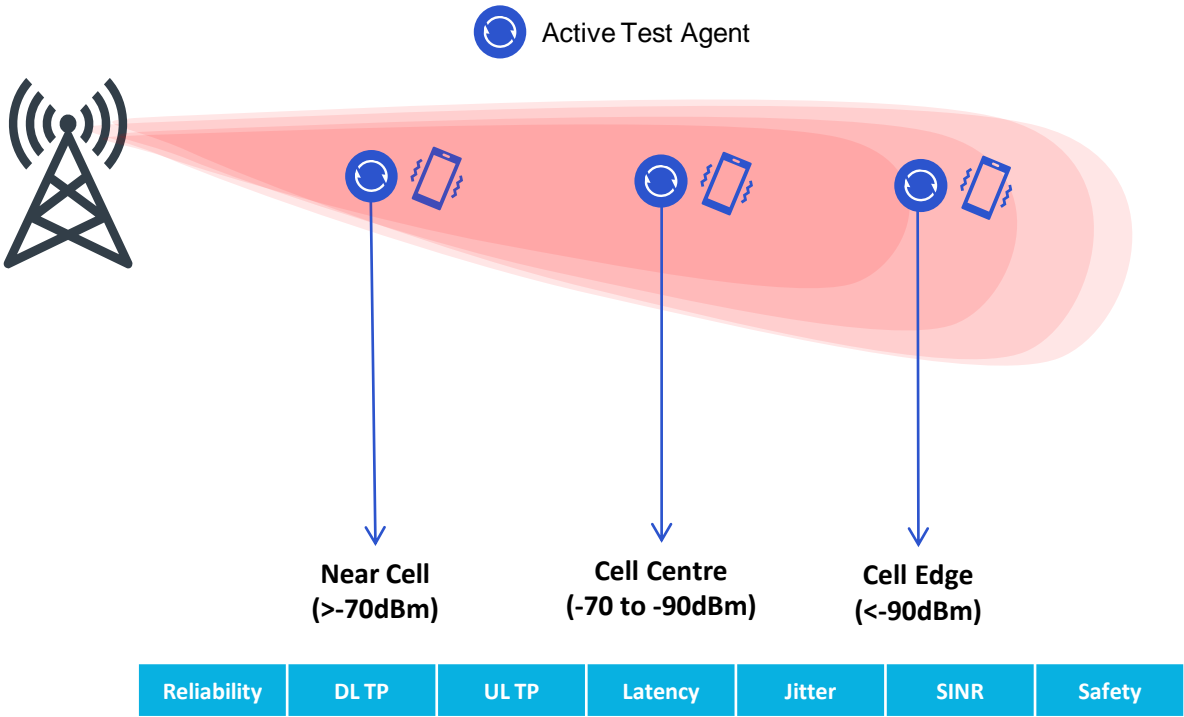 Active Test Agent
Near Cell
(>-70dBm)
Cell Centre
(-70 to -90dBm)
Cell Edge
(<-90dBm)
Reliability
DL TP
UL TP
Latency
Jitter
SINR
Safety